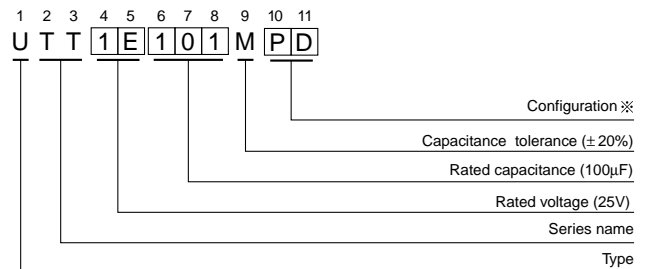 1 2 3 4 5 6 7 8 9 10 11
U T T 1 E 1 0 1 M P D
Configuration ※
Capacitance tolerance (±20%)
Rated capacitance (100µF)
Rated voltage (25V)
Series name
Type